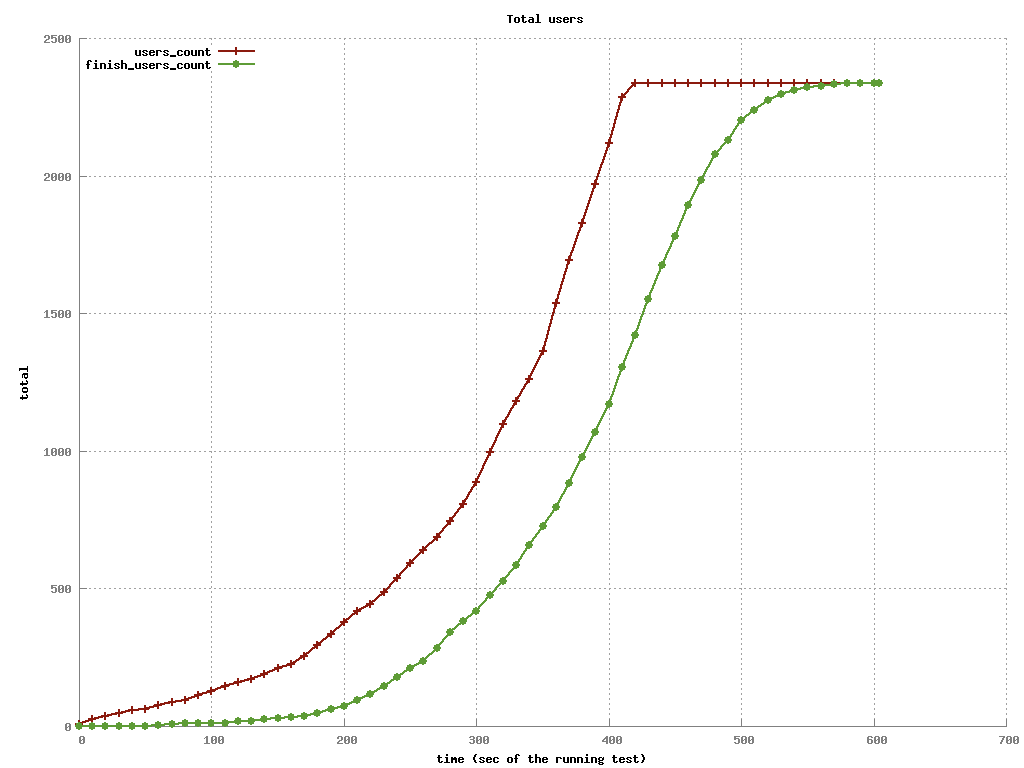 Total users
2500
users_count
finish_users_count
2000
1500
total
1000
500
0
0 100 200 300 400 500 600 700
time (sec of the running test)